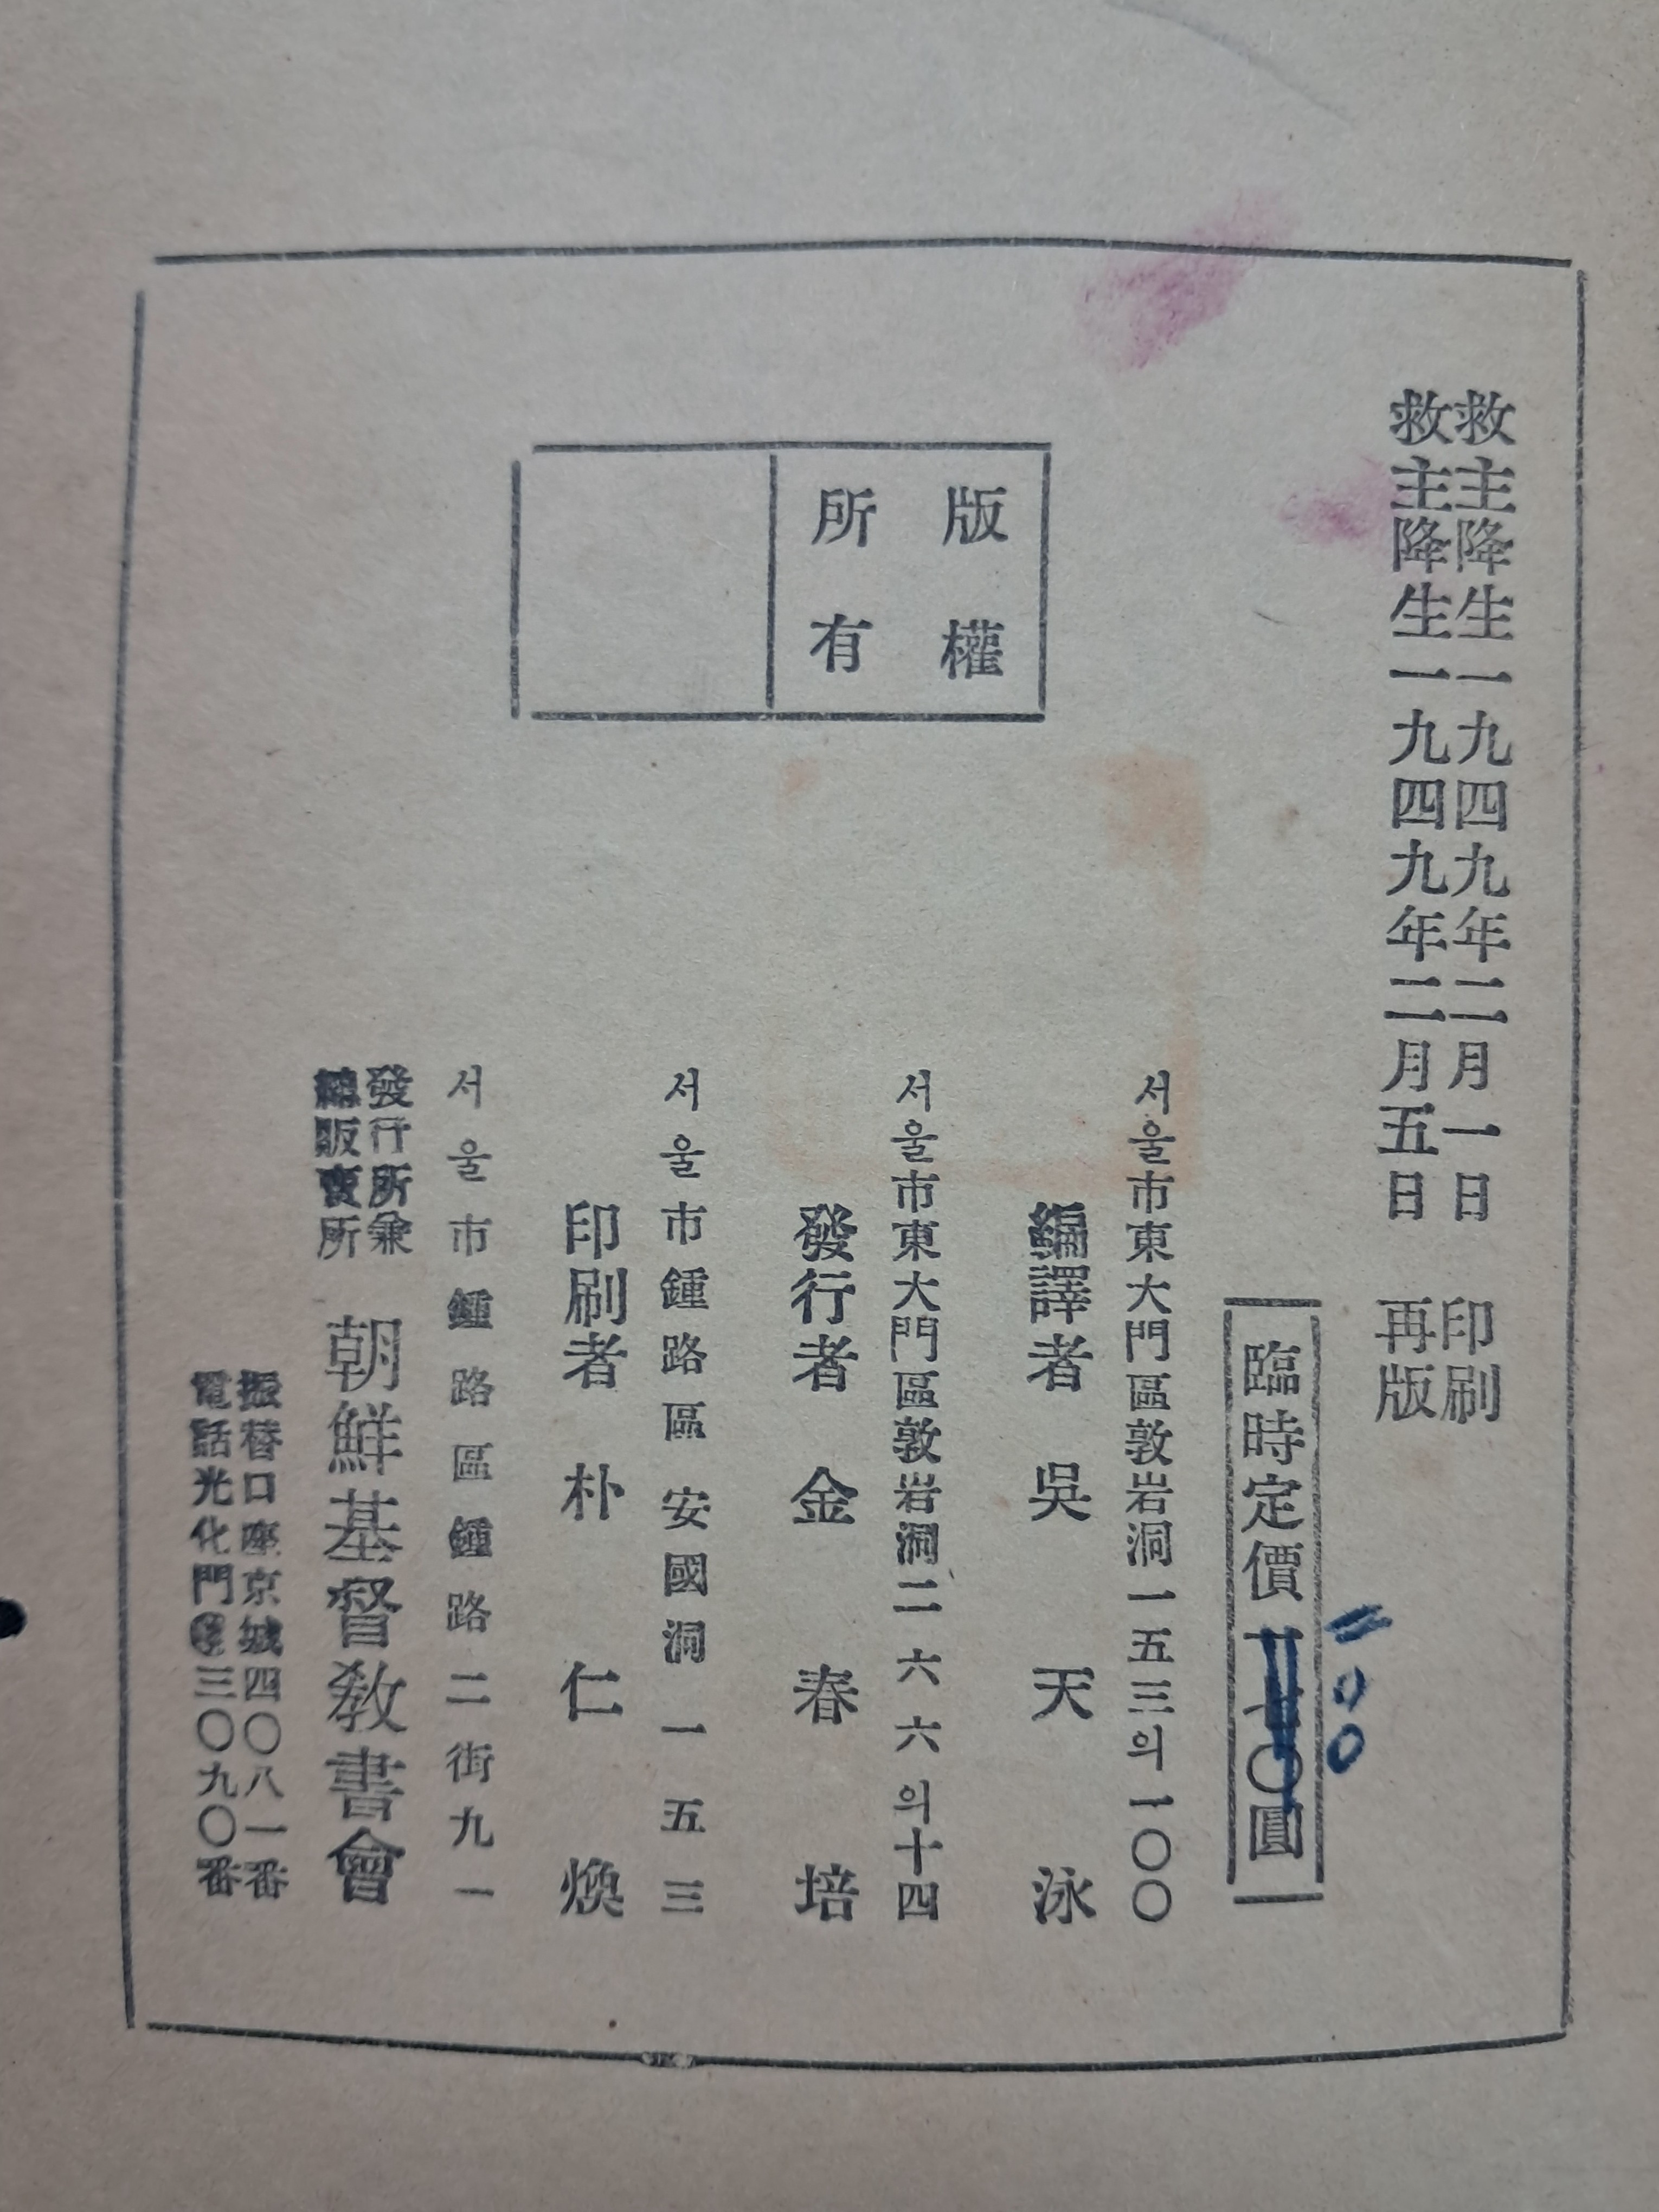 救主降生一九四九年二月一日　印刷
救主降生一九四九年二月五日　再版
臨時定價 一七〇圓
版權
所有
서울市東大門區敦岩洞一五三의一〇〇
編譯者 吳天泳
서울市東大門區敦岩洞二六六의十四
發行者 金春培
서울市鍾路區安國洞一五三
印刷者 朴仁煥
서울市鍾路區鍾路二街九一
發行所兼
總販賣所
朝鮮基督敎書會
振替口座京城四〇八一番
電話光化門三〇九〇番